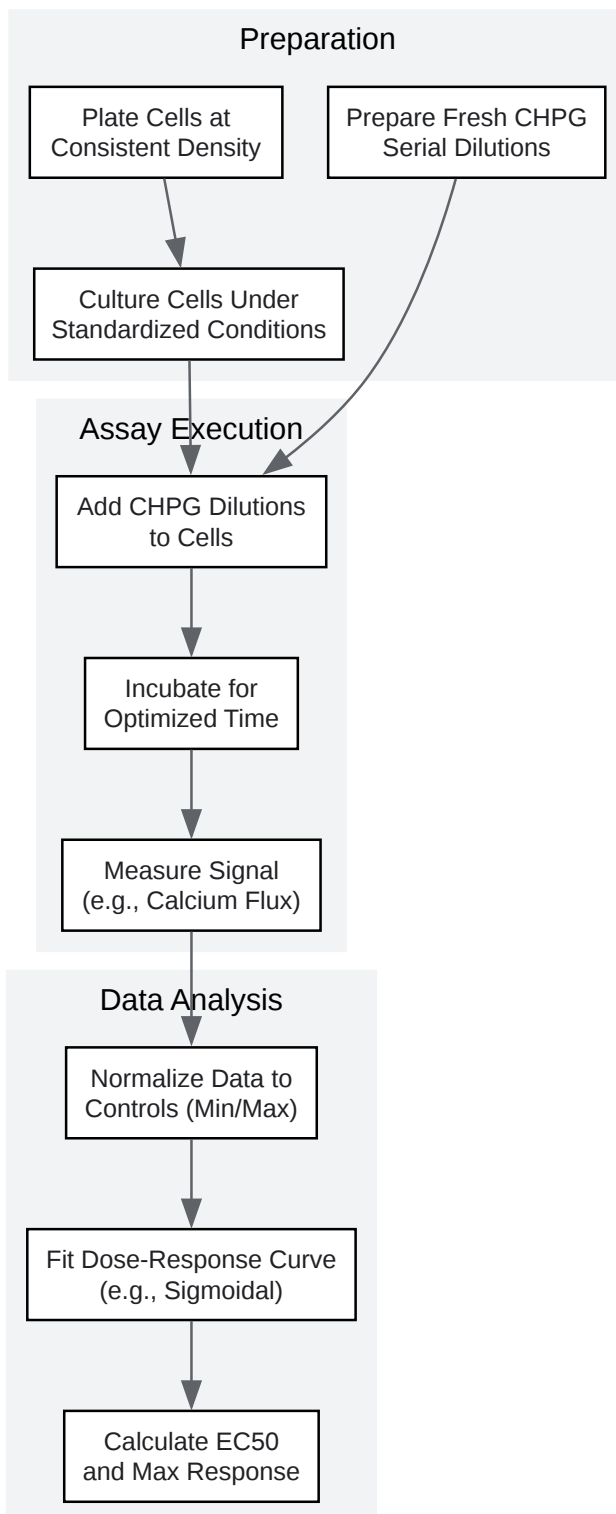 Preparation
Plate Cells at
Consistent Density
Prepare Fresh CHPG
Serial Dilutions
Culture Cells Under
Standardized Conditions
Assay Execution
Add CHPG Dilutions
to Cells
Incubate for
Optimized Time
Measure Signal
(e.g., Calcium Flux)
Data Analysis
Normalize Data to
Controls (Min/Max)
Fit Dose-Response Curve
(e.g., Sigmoidal)
Calculate EC50
and Max Response